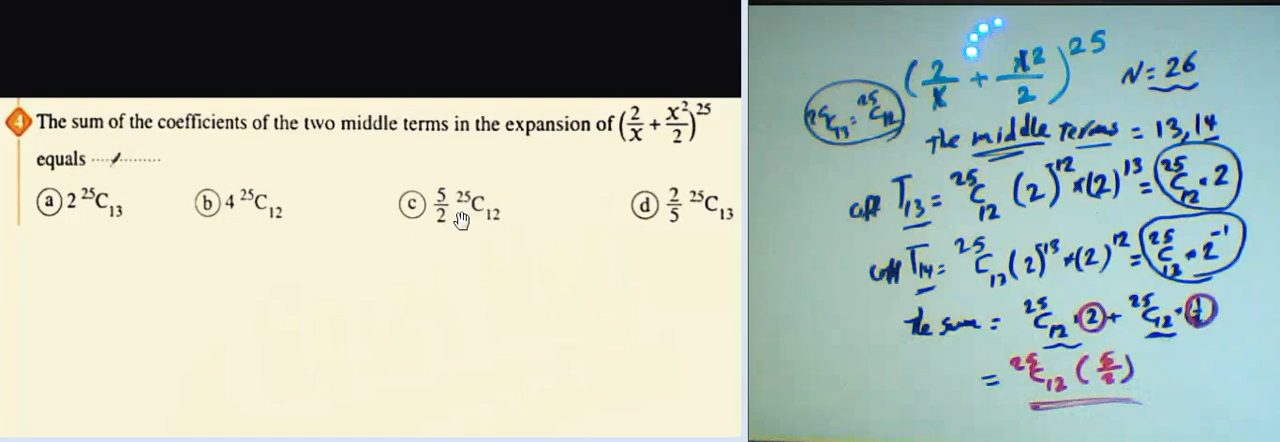 4 The sum of the coefficients of the two middle terms in the expansion of (2/x + x²/2)²⁵
equals ..............
ⓐ 2 ²⁵C₁₃ ⓑ 4 ²⁵C₁₂ ⓒ 5/2 ²⁵C₁₂ ⓓ 2/5 ²⁵C₁₃
(2/x + x²/2)²⁵ N = 26
²⁵C₁₃ = ²⁵C₁₂
the middle terms = 13, 14
coff T₁₃ = ²⁵C₁₂ (2)⁻¹² * (2)¹³ = ²⁵C₁₂ * 2
coff T₁₄ = ²⁵C₁₃ (2)⁻¹³ * (2)¹² = ²⁵C₁₃ * 2⁻¹
the sum = ²⁵C₁₂ * 2 + ²⁵C₁₂ * 1/2
= ²⁵C₁₂ (5/2)